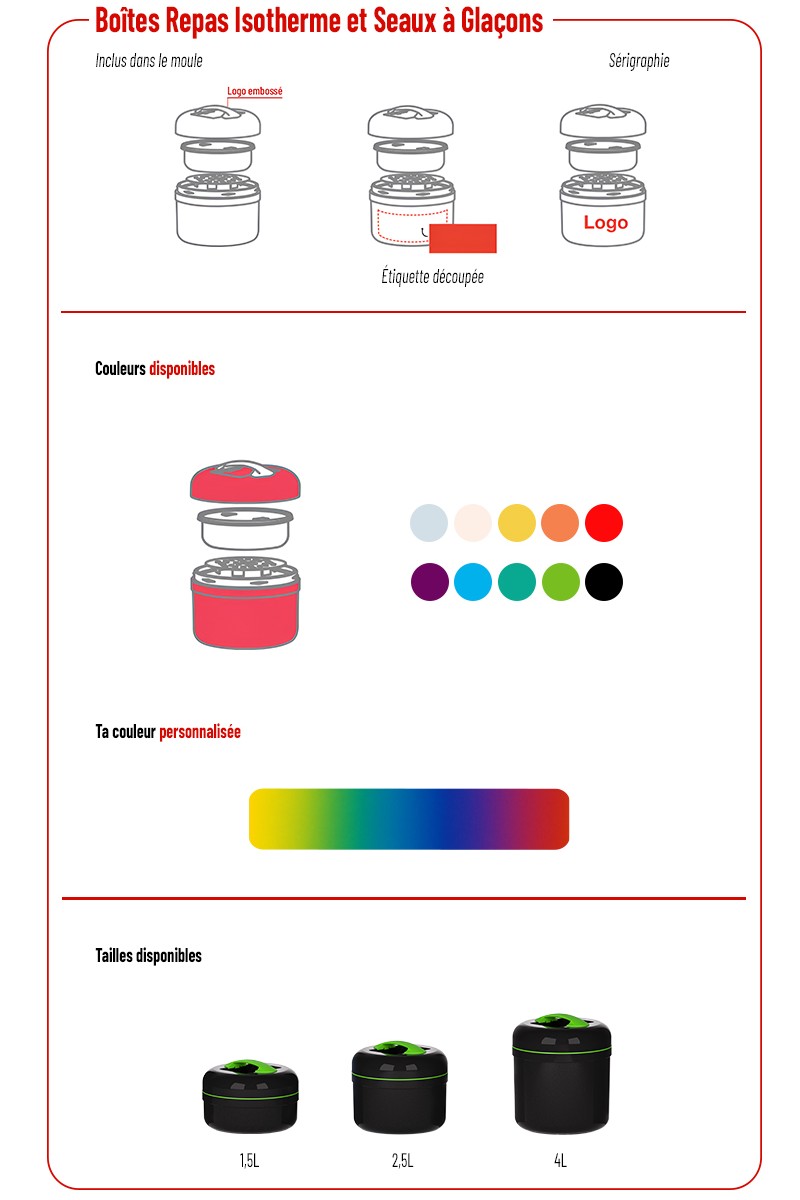 Boîtes Repas Isotherme et Seaux à Glaçons
Inclus dans le moule
Sérigraphie
Logo embossé
Logo
Étiquette découpée
Couleurs disponibles
Ta couleur personnalisée
Tailles disponibles
1,5L
2,5L
4L